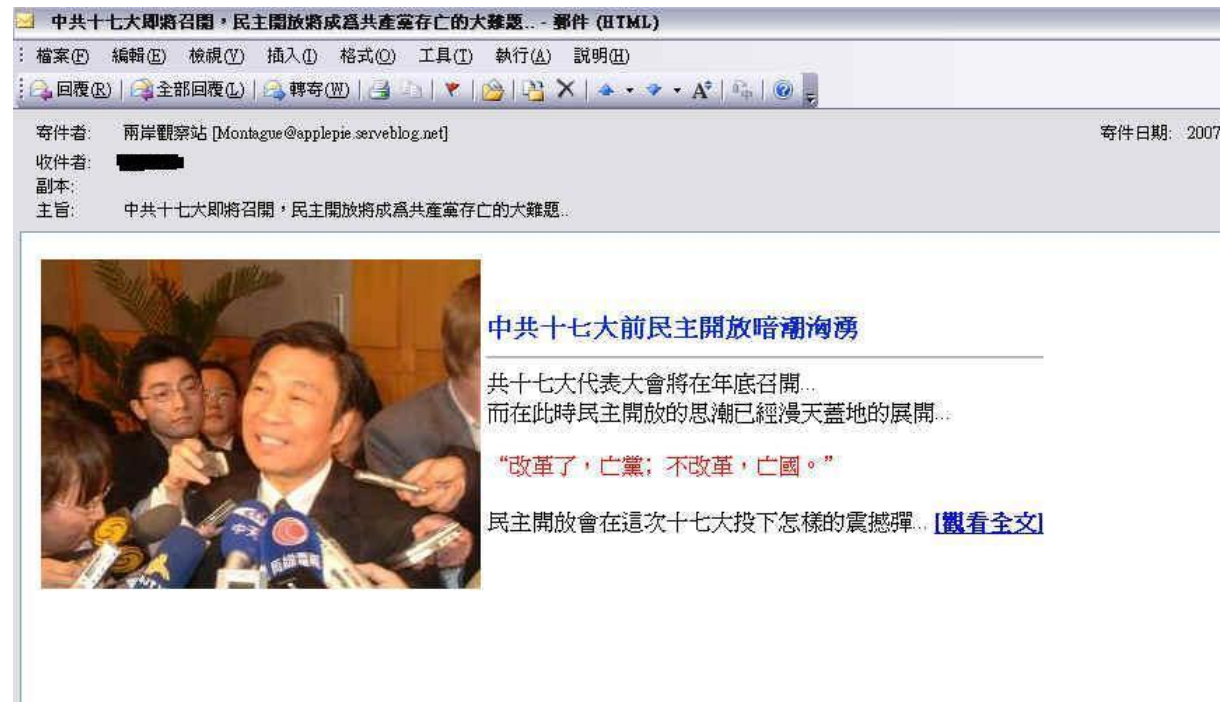 中共十七大即將召開，民主開放將成爲共產黨存亡的大難題.. - 郵件 (HTML)
檔案(F) 編輯(E) 檢視(V) 插入(I) 格式(O) 工具(T) 執行(A) 說明(H)
回覆(R) 全部回覆(L) 轉寄(W)
寄件者: 兩岸觀察站 [Montague@applepie.serveblog.net] 寄件日期: 2007
收件者:
副本:
主旨: 中共十七大即將召開，民主開放將成爲共產黨存亡的大難題..
中共十七大前民主開放暗潮洶湧
共十七大代表大會將在年底召開...
而在此時民主開放的思潮已經漫天蓋地的展開...
“改革了，亡黨；不改革，亡國。”
民主開放會在這次十七大投下怎樣的震撼彈... [觀看全文]
中天